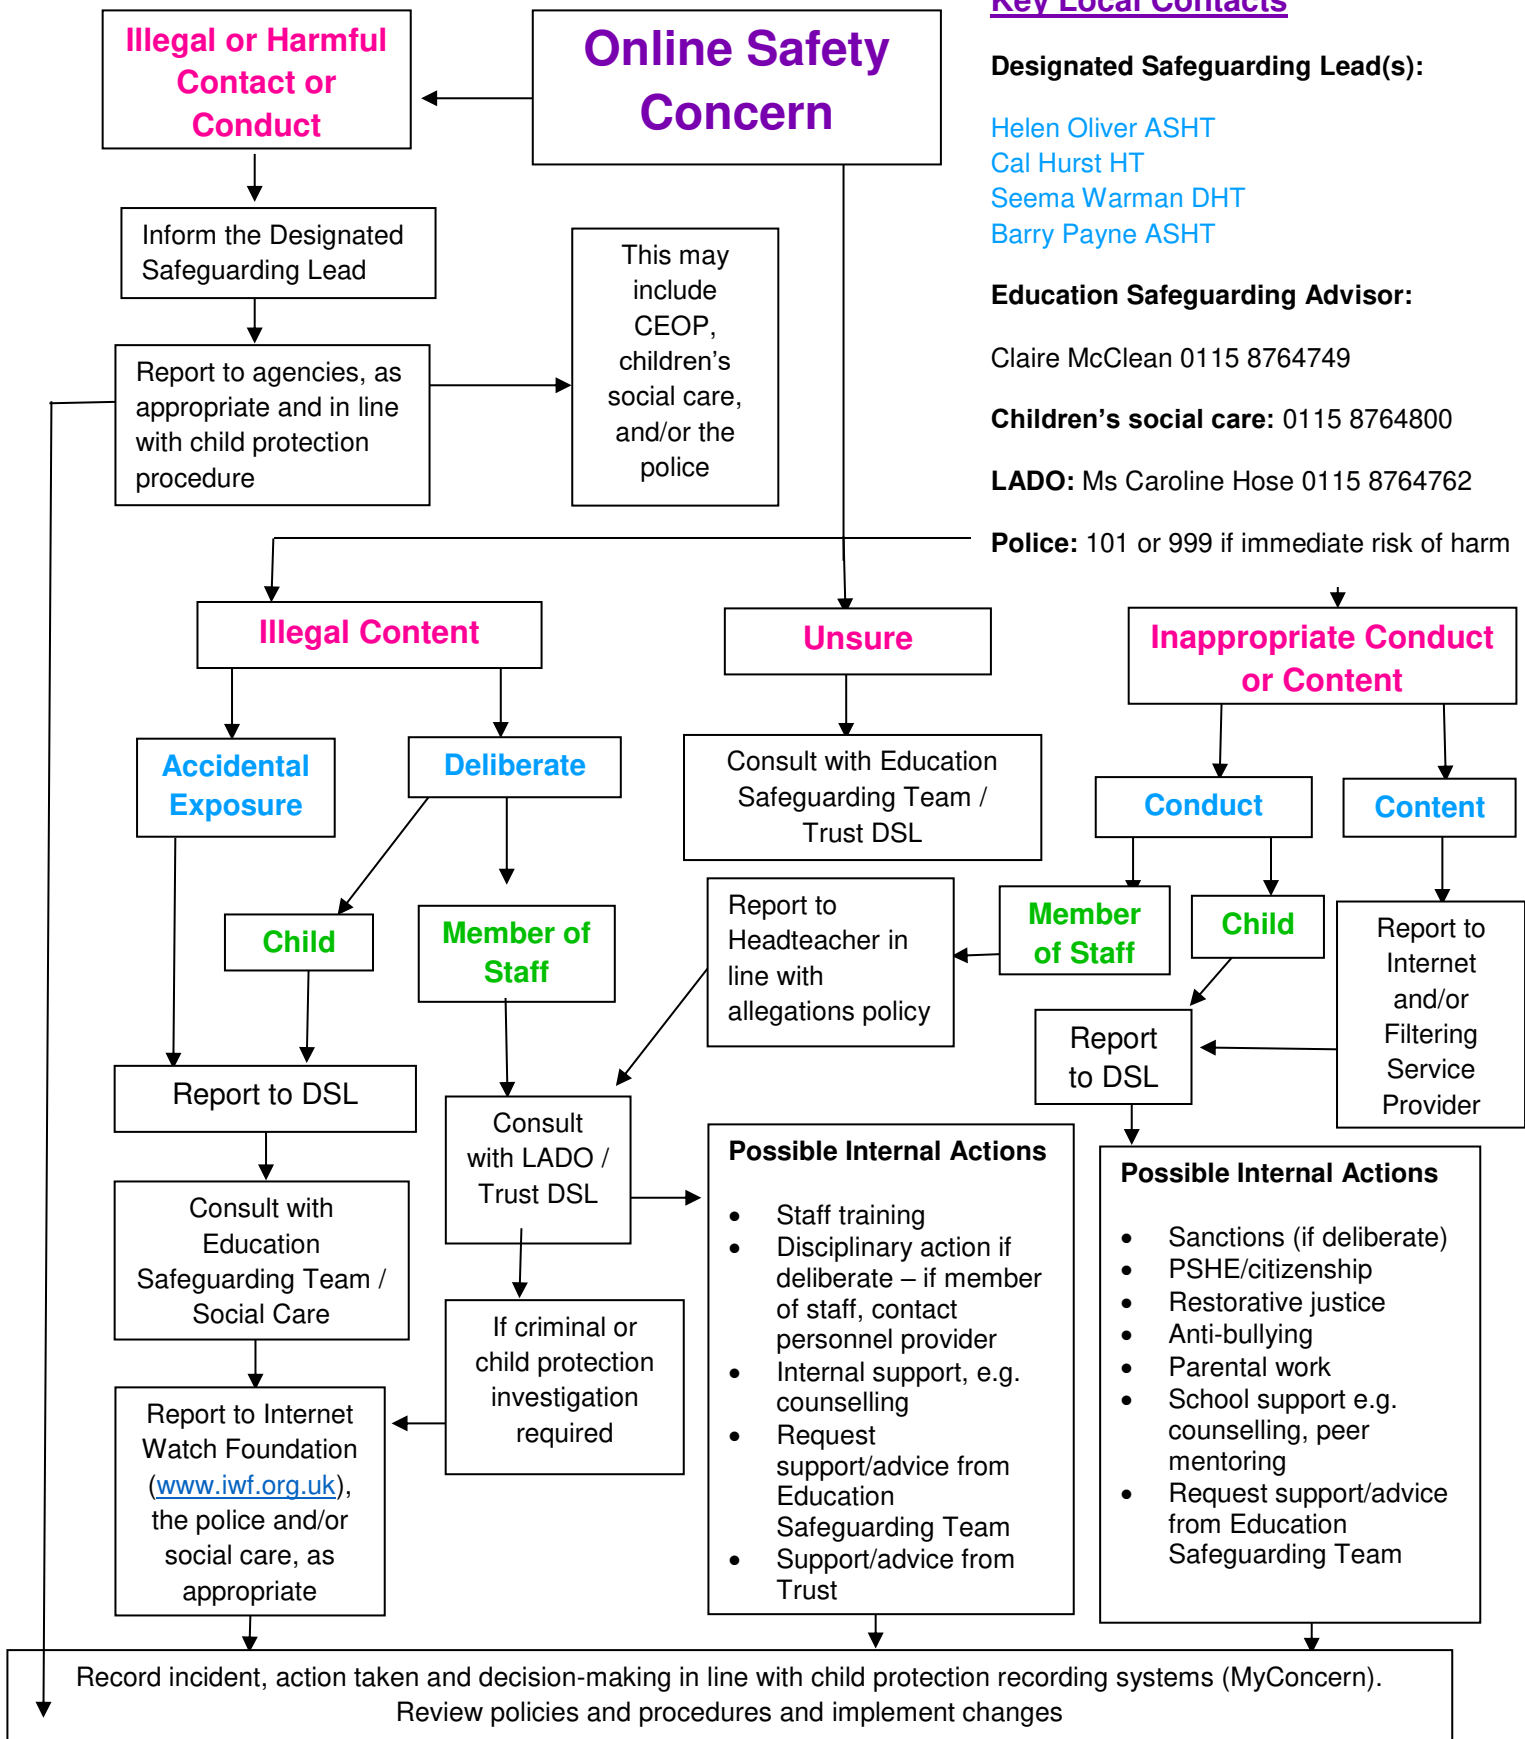 Key Local Contacts
Illegal or Harmful
Contact or
Conduct
Online Safety
Concern
Designated Safeguarding Lead(s):
Helen Oliver ASHT
Cal Hurst HT
Seema Warman DHT
Barry Payne ASHT
Education Safeguarding Advisor:
Claire McClean 0115 8764749
Children's social care: 0115 8764800
LADO: Ms Caroline Hose 0115 8764762
Police: 101 or 999 if immediate risk of harm
Inform the Designated
Safeguarding Lead
Report to agencies, as
appropriate and in line
with child protection
procedure
This may
include
CEOP,
children's
social care,
and/or the
police
Illegal Content
Unsure
Inappropriate Conduct
or Content
Accidental
Exposure
Deliberate
Consult with Education
Safeguarding Team /
Trust DSL
Conduct
Content
Child
Member of
Staff
Report to
Headteacher in
line with
allegations policy
Member
of Staff
Child
Report to
Internet
and/or
Filtering
Service
Provider
Report to DSL
Consult
with LADO /
Trust DSL
Report
to DSL
Consult with
Education
Safeguarding Team /
Social Care
If criminal or
child protection
investigation
required
Report to Internet
Watch Foundation
(www.iwf.org.uk),
the police and/or
social care, as
appropriate
Possible Internal Actions
• Staff training
• Disciplinary action if
deliberate – if member
of staff, contact
personnel provider
• Internal support, e.g.
counselling
• Request
support/advice from
Education
Safeguarding Team
• Support/advice from
Trust
Possible Internal Actions
• Sanctions (if deliberate)
• PSHE/citizenship
• Restorative justice
• Anti-bullying
• Parental work
• School support e.g.
counselling, peer
mentoring
• Request support/advice
from Education
Safeguarding Team
Record incident, action taken and decision-making in line with child protection recording systems (MyConcern).
Review policies and procedures and implement changes